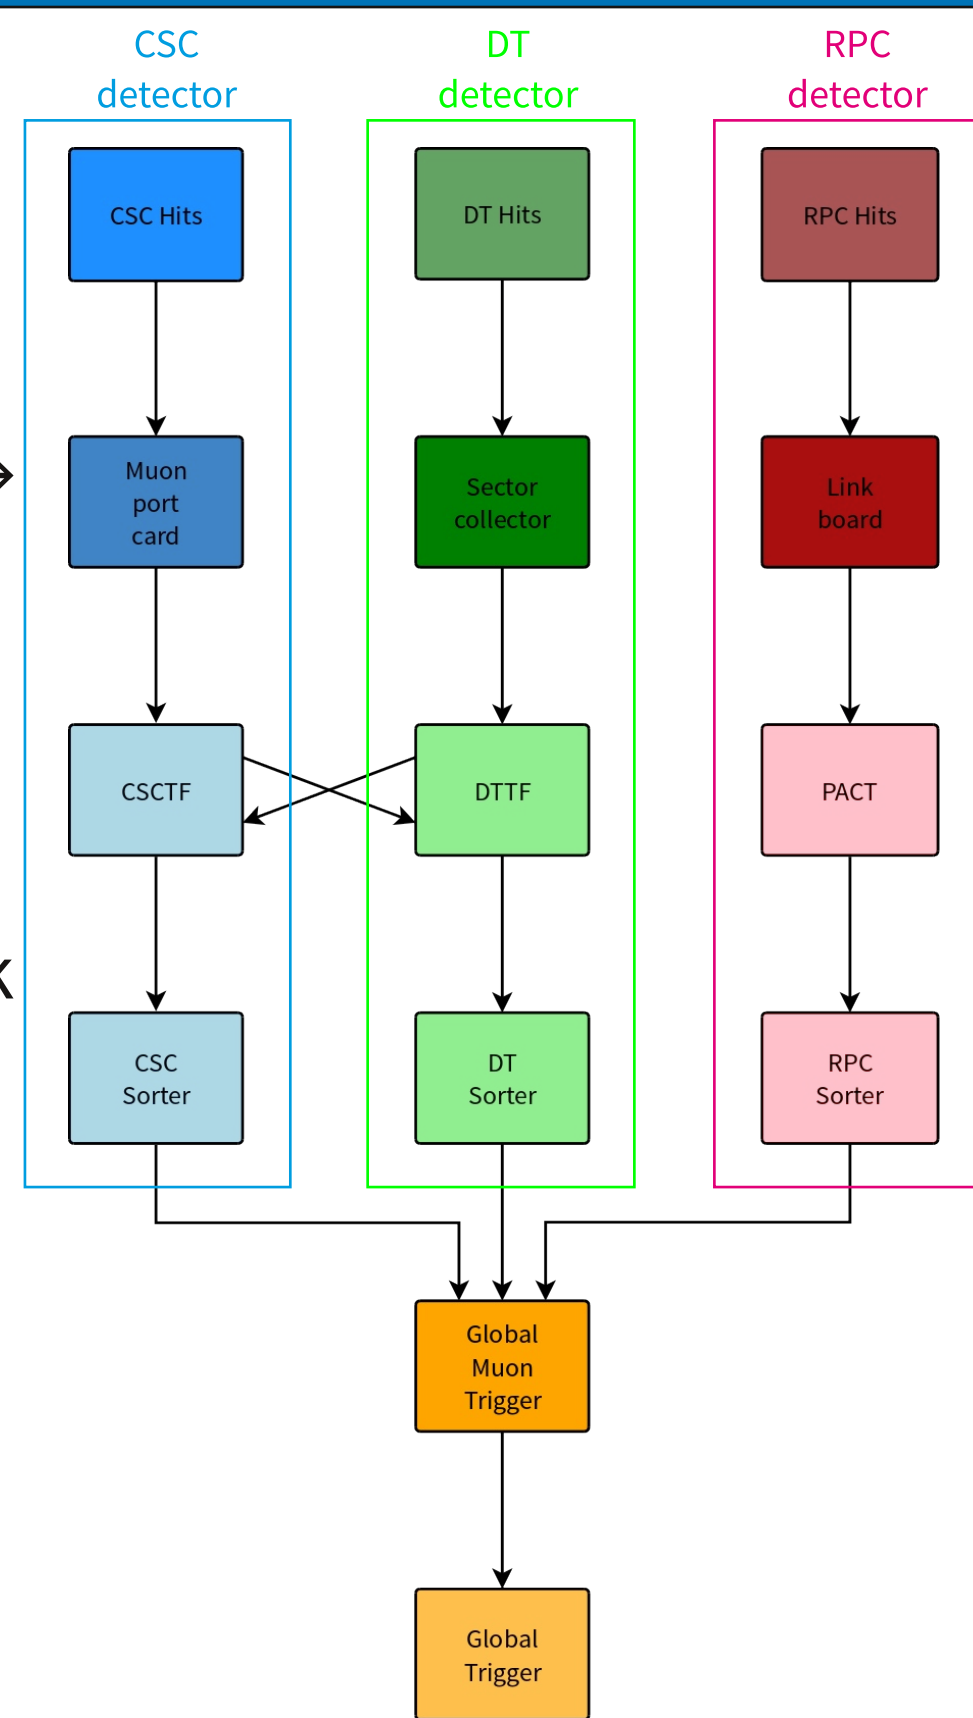 CSC
detector
DT
detector
RPC
detector
CSC Hits
DT Hits
RPC Hits
Muon
port
card
Sector
collector
Link
board
CSCTF
DTTF
PACT
CSC
Sorter
DT
Sorter
RPC
Sorter
Global
Muon
Trigger
Global
Trigger